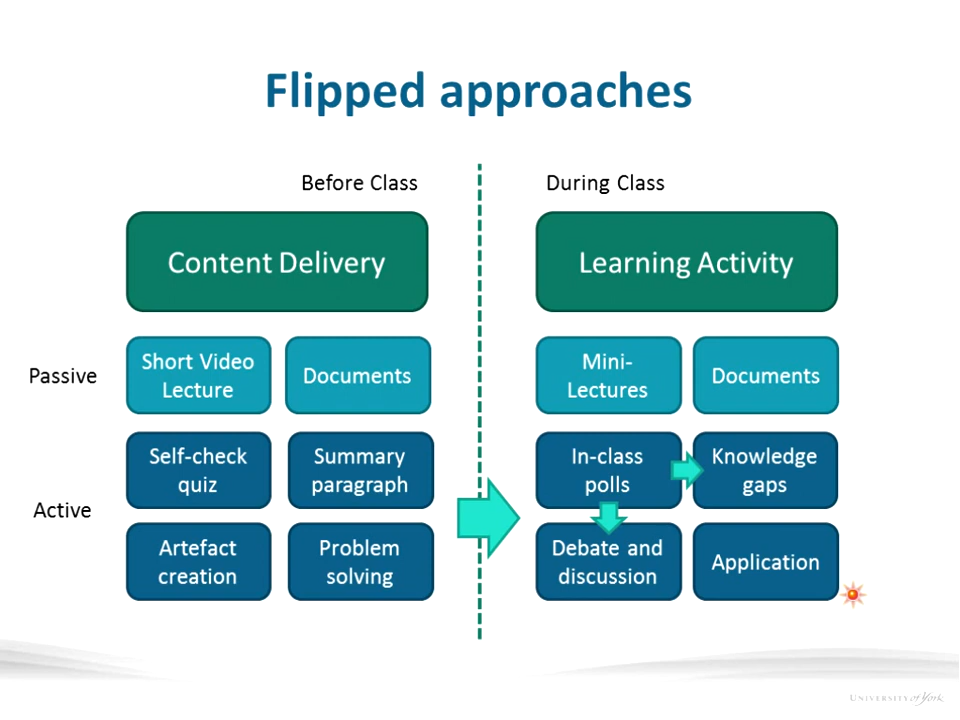 Flipped approaches
Before Class
During Class
Content Delivery
Learning Activity
Passive
Short Video
Lecture
Documents
Mini-
Lectures
Documents
Active
Self-check
quiz
Summary
paragraph
In-class
polls
Knowledge
gaps
Artefact
creation
Problem
solving
Debate and
discussion
Application
UNIVERSITY of York